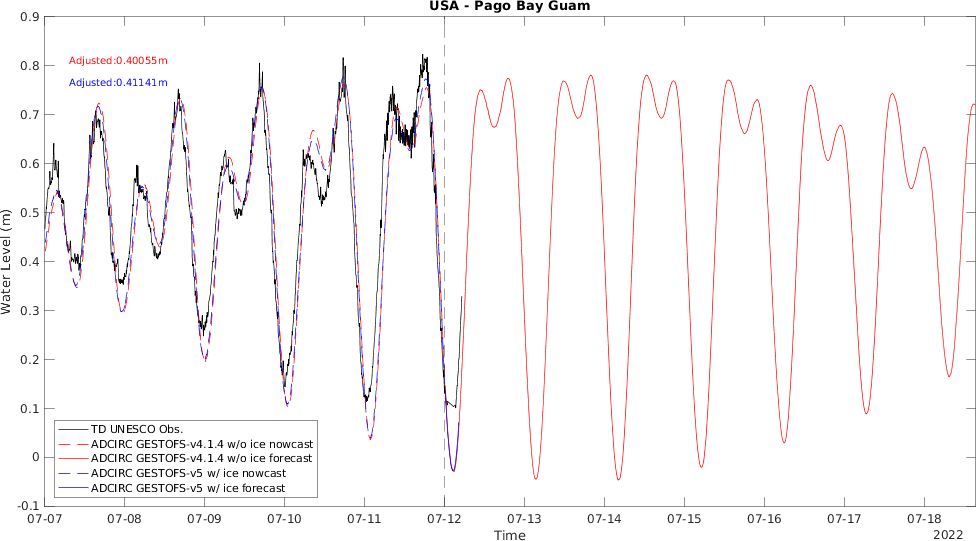 USA - Pago Bay Guam
0.9
0.8
0.7
0.6
0.5
0.4
0.3
0.2
0.1
0
-0.1
Water Level (m)
Adjusted:0.40055m
Adjusted:0.41141m
TD UNESCO Obs.
ADCIRC GESTOFS-v4.1.4 w/o ice nowcast
ADCIRC GESTOFS-v4.1.4 w/o ice forecast
ADCIRC GESTOFS-v5 w/ ice nowcast
ADCIRC GESTOFS-v5 w/ ice forecast
07-07 07-08 07-09 07-10 07-11 07-12 07-13 07-14 07-15 07-16 07-17 07-18
Time
2022